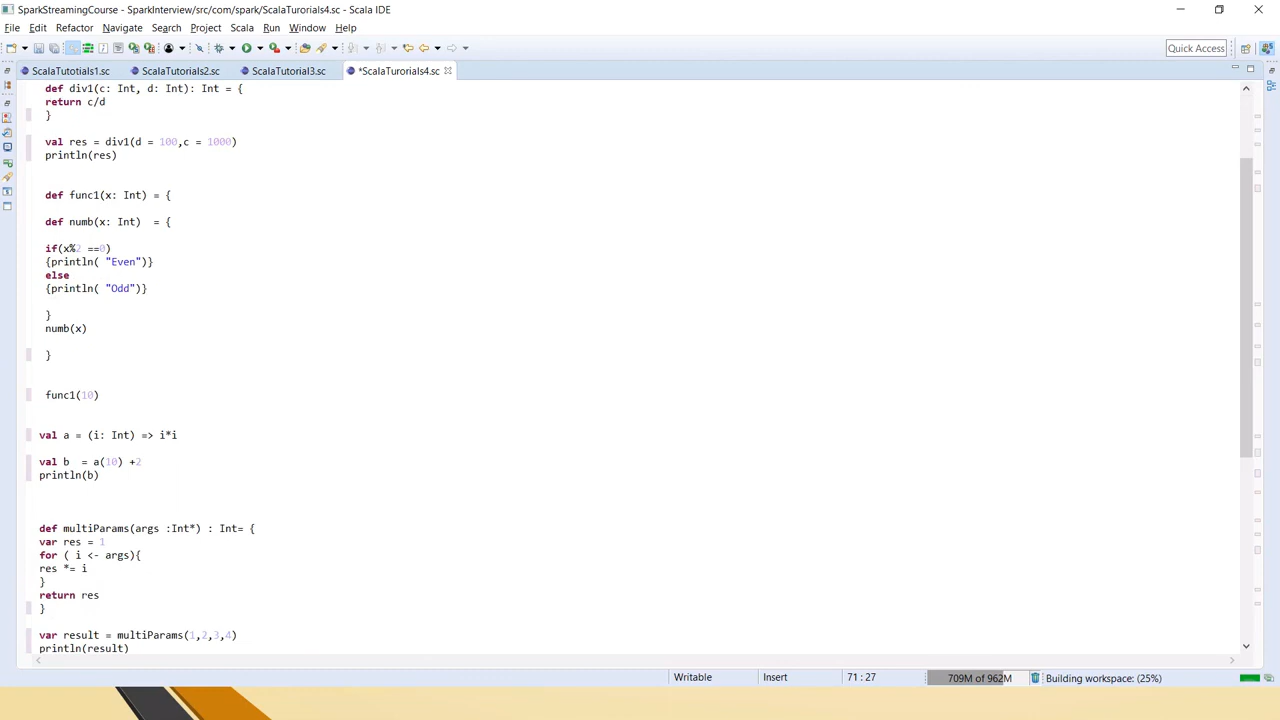 SparkStreamingCourse - SparkInterview/src/com/spark/ScalaTurorials4.sc - Scala IDE
File Edit Refactor Navigate Search Project Scala Run Window Help
Quick Access
ScalaTutotials1.sc ScalaTutorials2.sc ScalaTutorial3.sc *ScalaTurorials4.sc
def div1(c: Int, d: Int): Int = {
return c/d
}
val res = div1(d = 100,c = 1000)
println(res)
def func1(x: Int) = {
def numb(x: Int)  = {
if(x%2 ==0)
{println( "Even")}
else
{println( "Odd")}
}
numb(x)
}
func1(10)
val a = (i: Int) => i*i
val b  = a(10) +2
println(b)
def multiParams(args :Int*) : Int= {
var res = 1
for ( i <- args){
res *= i
}
return res
}
var result = multiParams(1,2,3,4)
println(result)
Writable Insert 71 : 27 709M of 962M Building workspace: (25%)